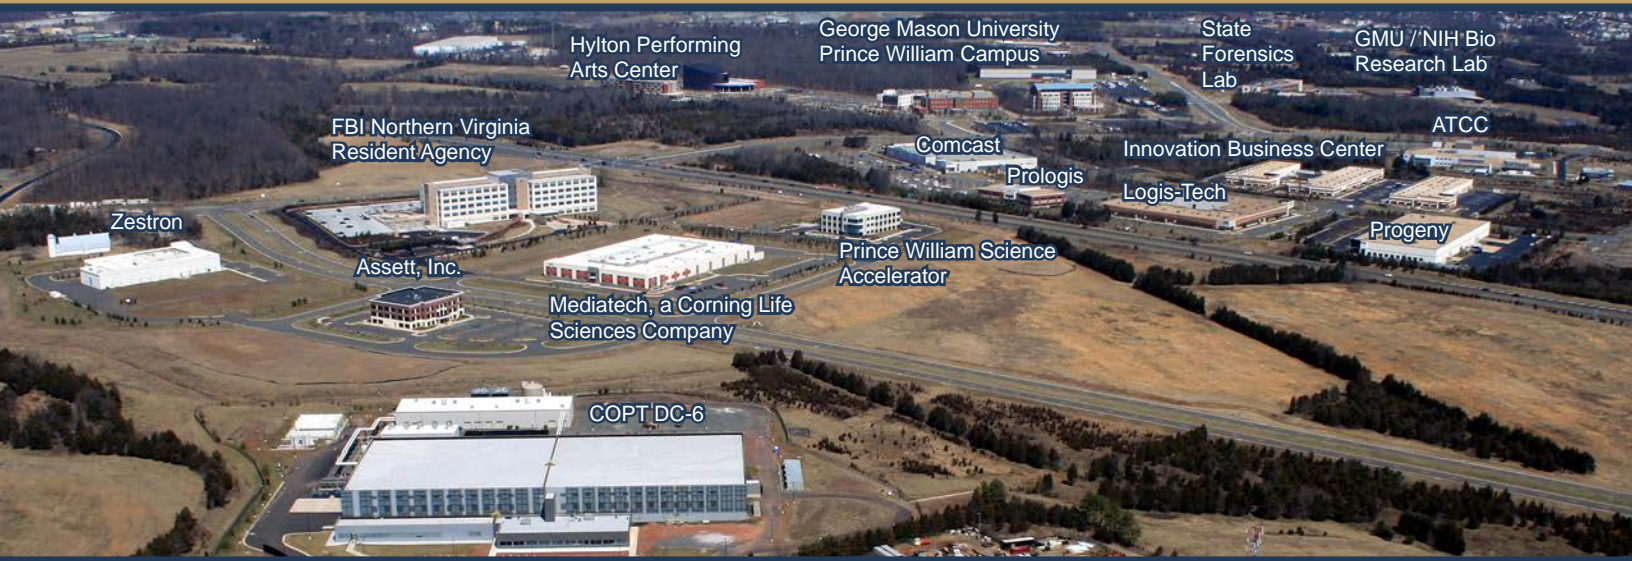 George Mason University
Prince William Campus
State
Forensics
Lab
GMU / NIH Bio
Research Lab
Hylton Performing
Arts Center
FBI Northern Virginia
Resident Agency
Comcast
ATCC
Innovation Business Center
Prologis
Logis-Tech
Zestron
Progeny
Prince William Science
Accelerator
Assett, Inc.
Mediatech, a Corning Life
Sciences Company
COPT DC-6